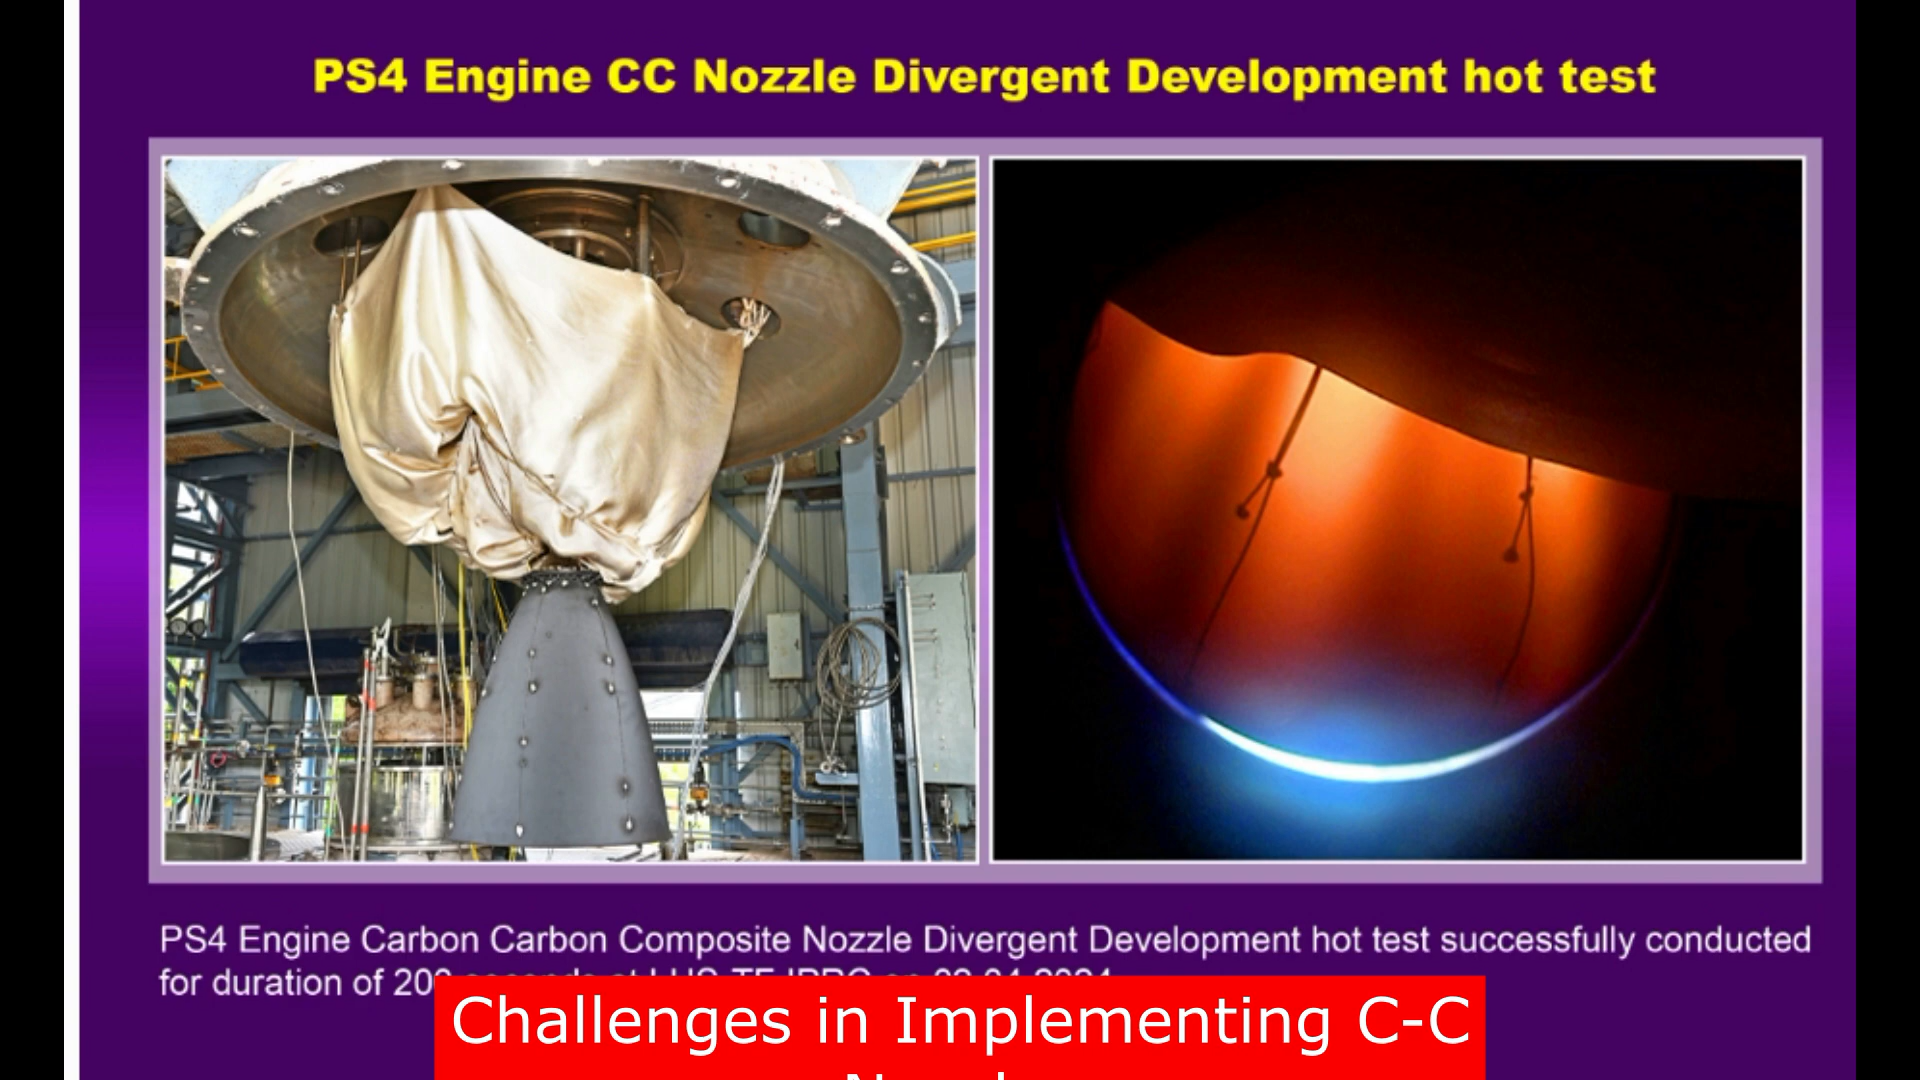 PS4 Engine CC Nozzle Divergent Development hot test
PS4 Engine Carbon Carbon Composite Nozzle Divergent Development hot test successfully conducted
for duration of 200
Challenges in Implementing C-C